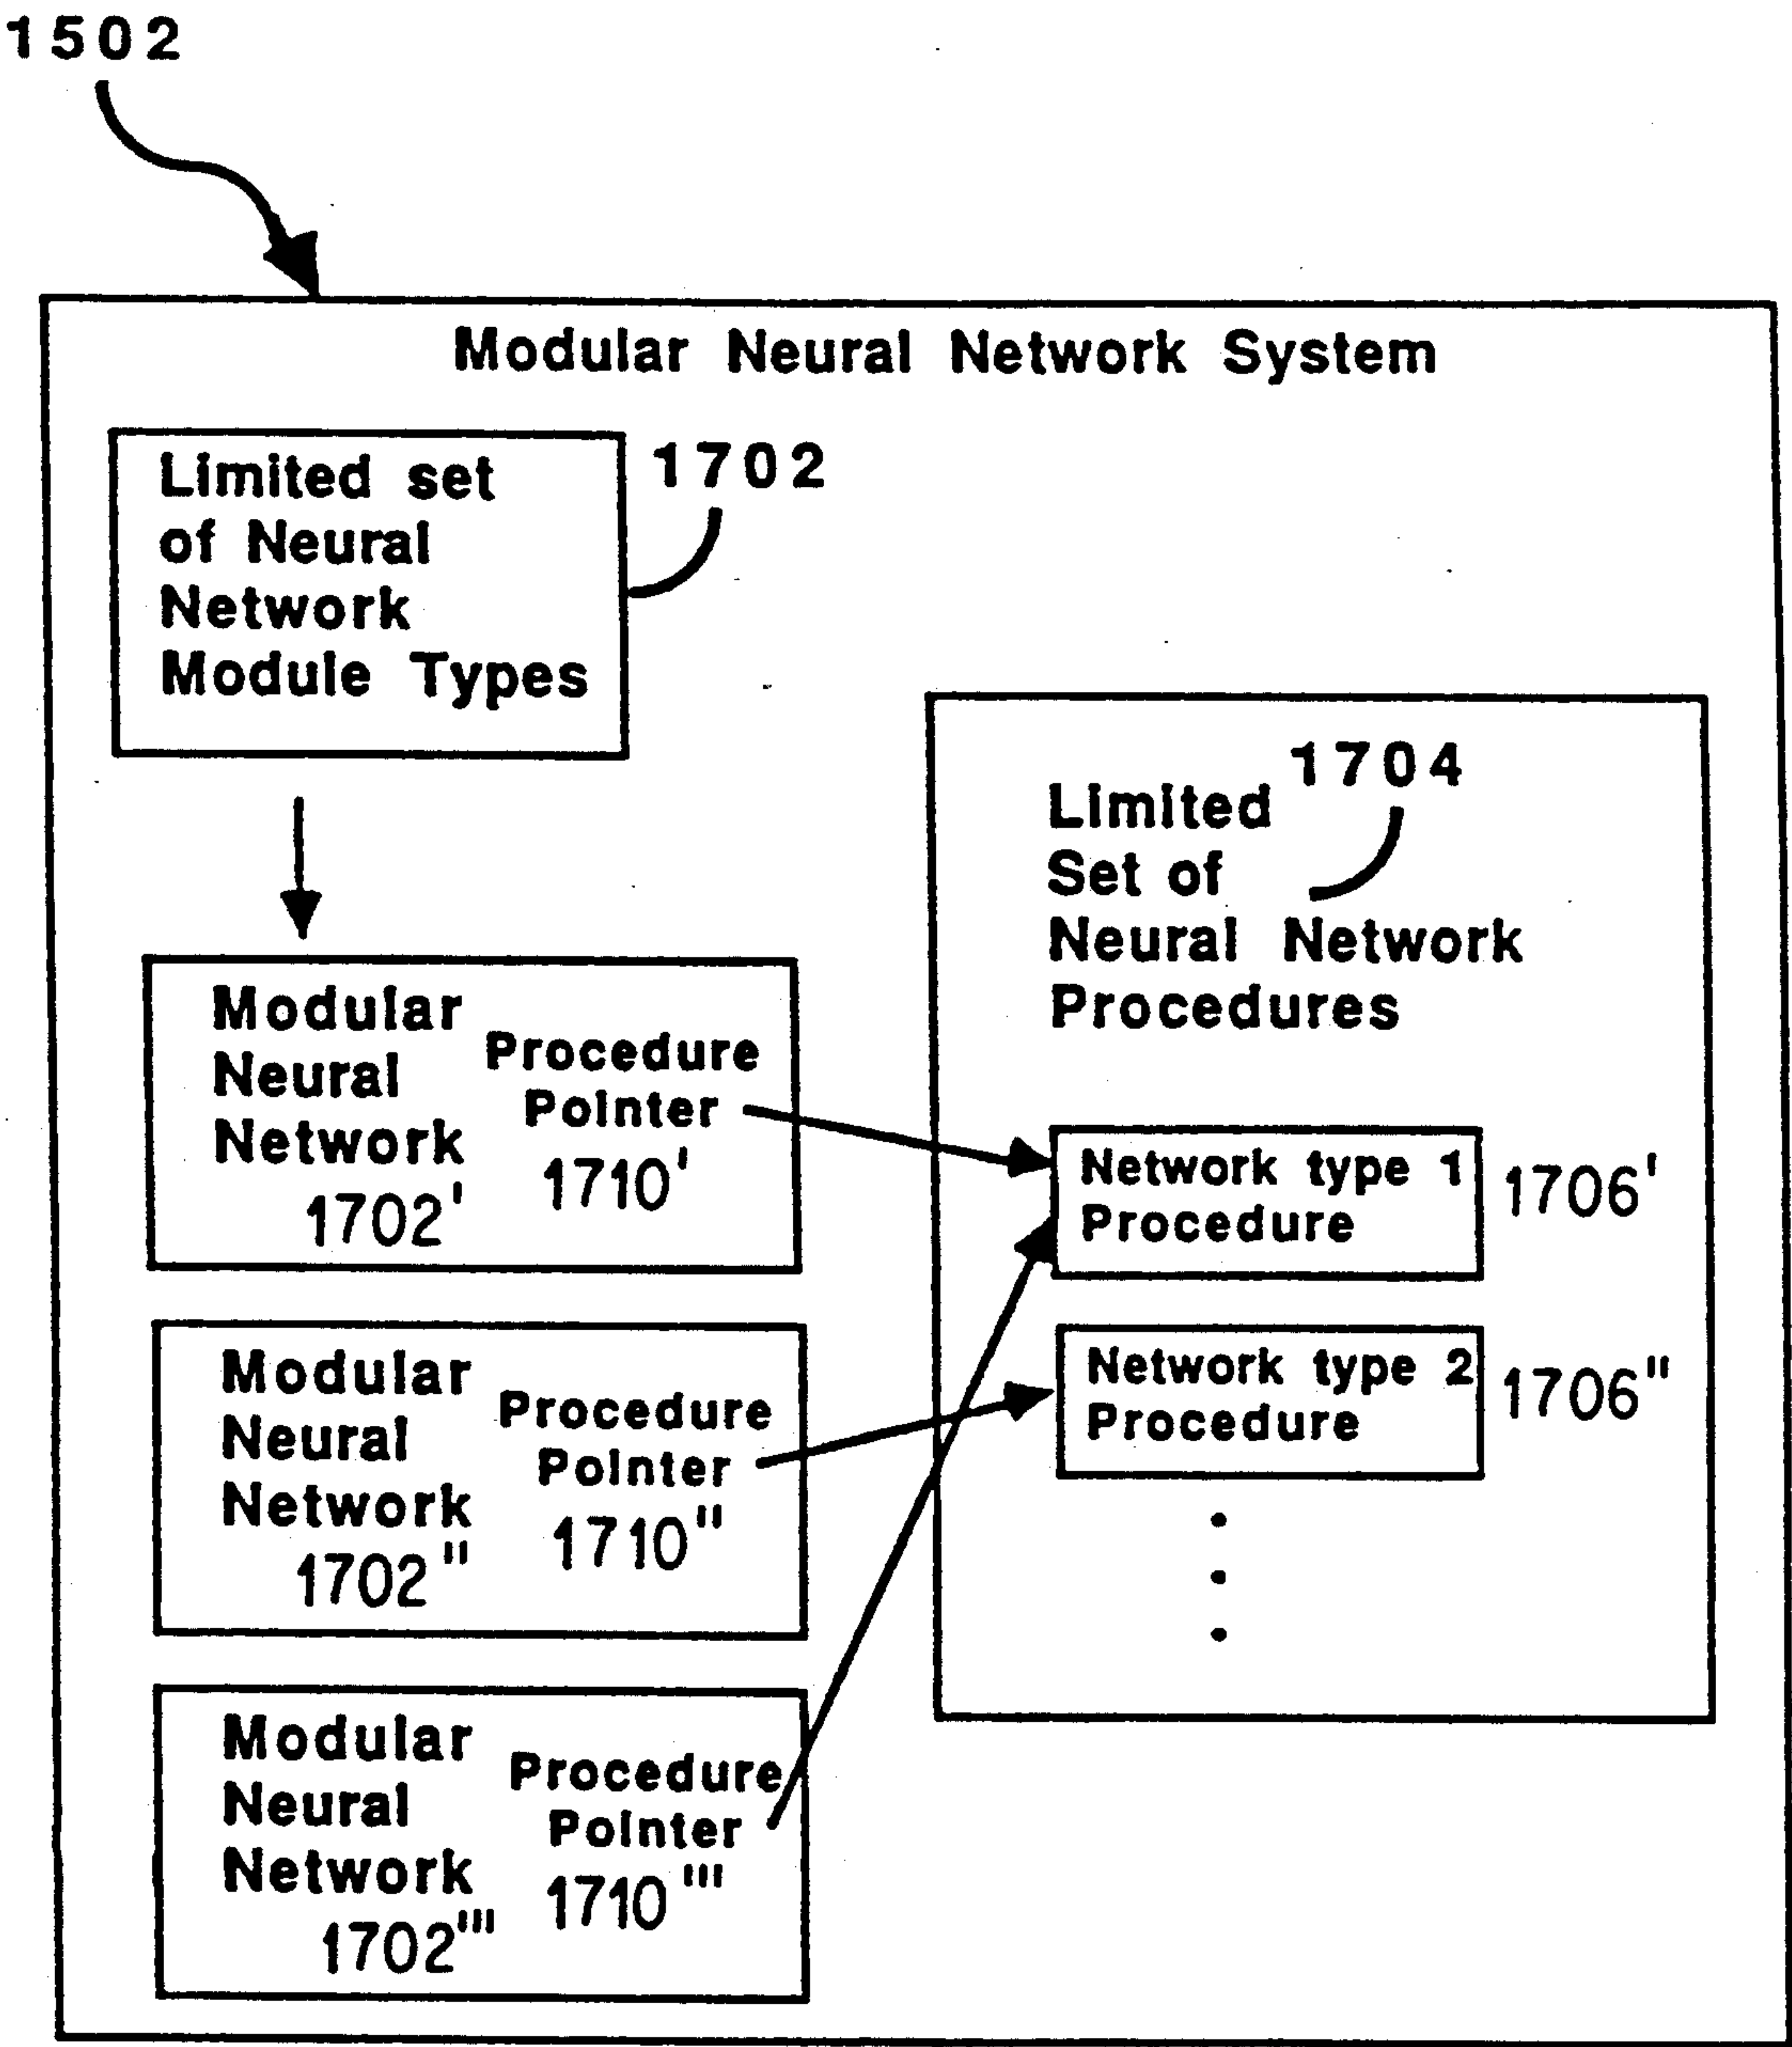 1502
Modular Neural Network System
Limited set
of Neural
Network
Module Types
1702
1704
Limited
Set of
Neural Network
Procedures
Modular
Neural
Network
1702'
Procedure
Pointer
1710'
Network type 1
Procedure
1706'
Modular
Neural
Network
1702"
Procedure
Pointer
1710"
Network type 2
Procedure
1706"
Modular
Neural
Network
1702'''
Procedure
Pointer
1710'''